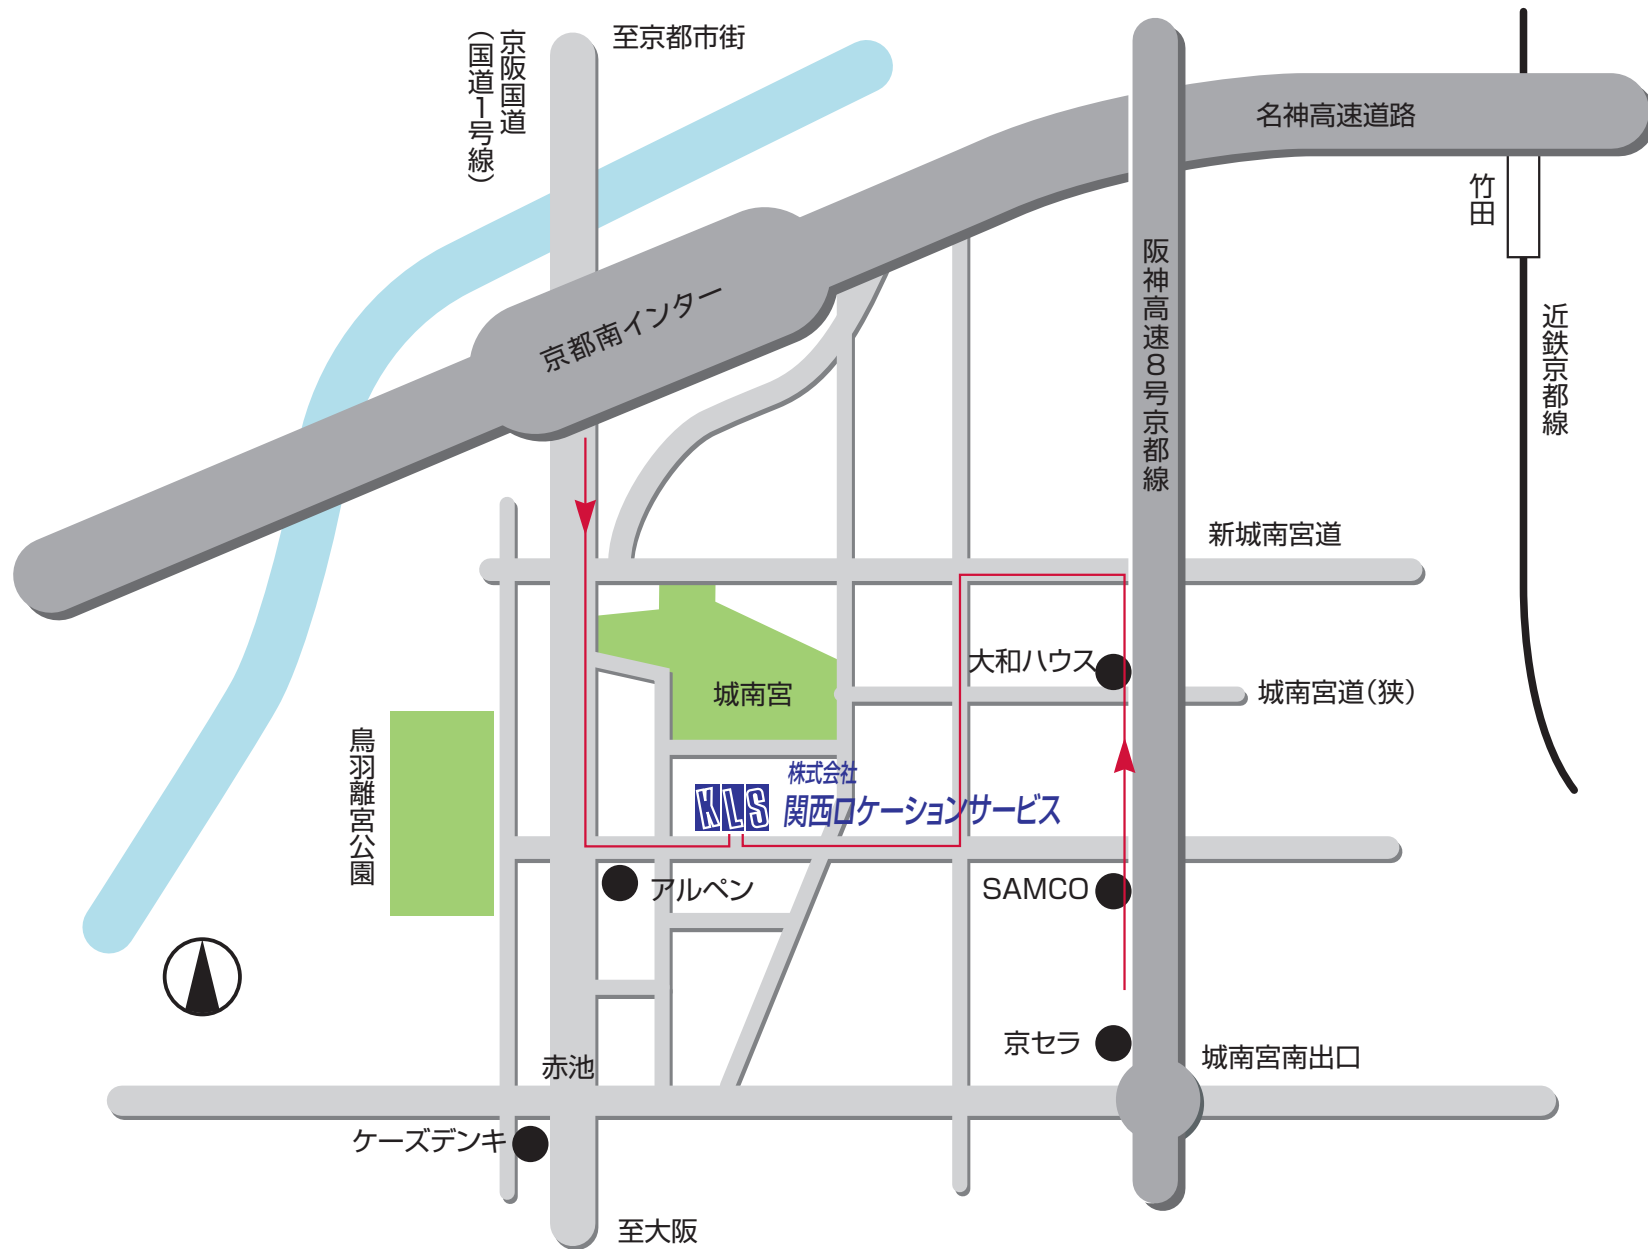 至京都市街
京阪国道
（国道1号線）
名神高速道路
竹田
京都南インター
阪神高速8号京都線
近鉄京都線
新城南宮道
大和ハウス
城南宮
城南宮道（狭）
鳥羽離宮公園
株式会社
KLS
関西ロケーションサービス
アルペン
SAMCO
京セラ
城南宮南出口
赤池
ケーズデンキ
至大阪